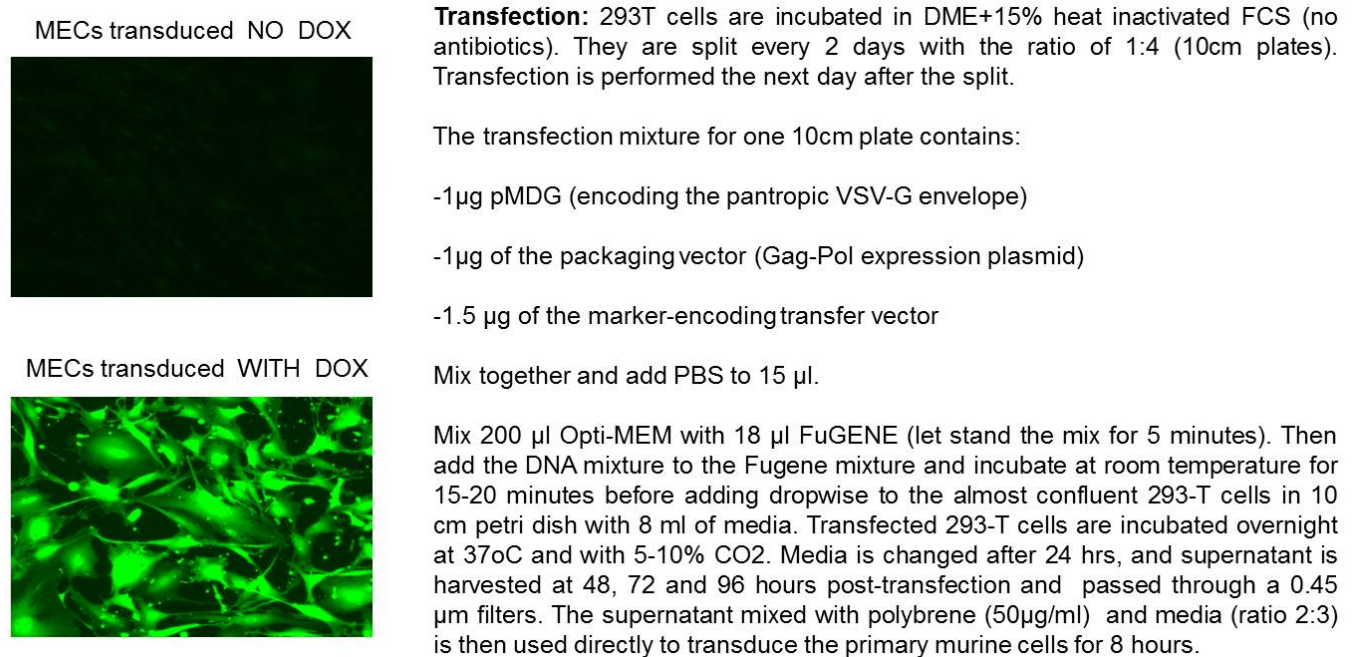 MECs transduced NO DOX
MECs transduced WITH DOX
Transfection: 293T cells are incubated in DME+15% heat inactivated FCS (no
antibiotics). They are split every 2 days with the ratio of 1:4 (10cm plates).
Transfection is performed the next day after the split.
The transfection mixture for one 10cm plate contains:
-1µg pMDG (encoding the pantropic VSV-G envelope)
-1µg of the packaging vector (Gag-Pol expression plasmid)
-1.5 µg of the marker-encoding transfer vector
Mix together and add PBS to 15 µl.
Mix 200 µl Opti-MEM with 18 µl FuGENE (let stand the mix for 5 minutes). Then
add the DNA mixture to the Fugene mixture and incubate at room temperature for
15-20 minutes before adding dropwise to the almost confluent 293-T cells in 10
cm petri dish with 8 ml of media. Transfected 293-T cells are incubated overnight
at 37oC and with 5-10% CO2. Media is changed after 24 hrs, and supernatant is
harvested at 48, 72 and 96 hours post-transfection and passed through a 0.45
µm filters. The supernatant mixed with polybrene (50µg/ml) and media (ratio 2:3)
is then used directly to transduce the primary murine cells for 8 hours.